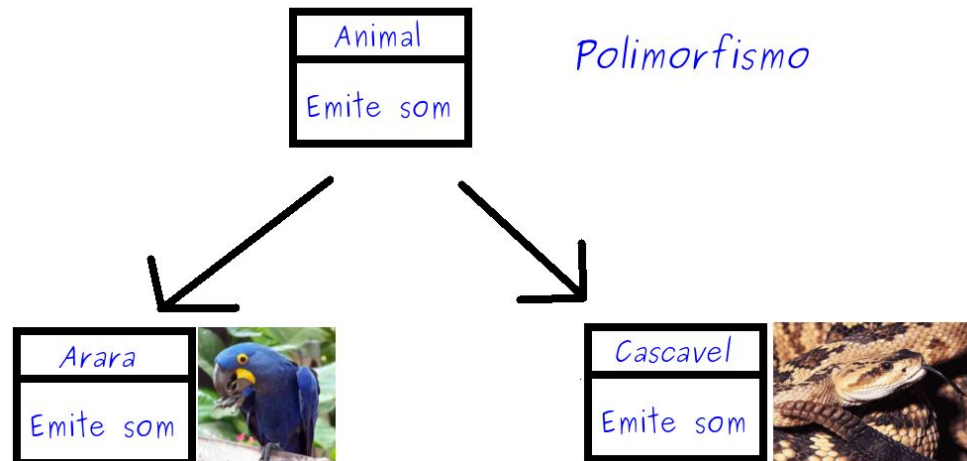 Animal
Polimorfismo
Emite som
Arara
Emite som
Cascavel
Emite som